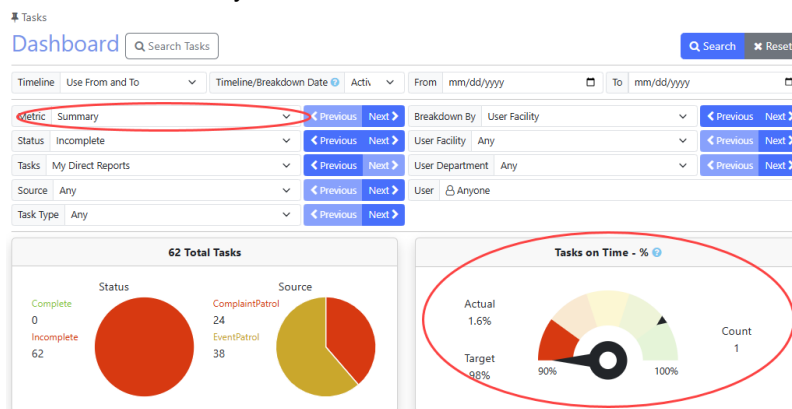 Tasks
Dashboard Search Tasks Search Reset
Timeline Use From and To Timeline/Breakdown Date Activ From mm/dd/yyyy To mm/dd/yyyy
Metric Summary Previous Next Breakdown By User Facility Previous Next
Status Incomplete Previous Next User Facility Any Previous Next
Tasks My Direct Reports Previous Next User Department Any Previous Next
Source Any Previous Next User Anyone
Task Type Any Previous Next
62 Total Tasks
Status Source
Complete
0
Incomplete
62
ComplaintPatrol
24
EventPatrol
38
Tasks on Time - %
Actual
1.6%
Target
98%
90% 100%
Count
1